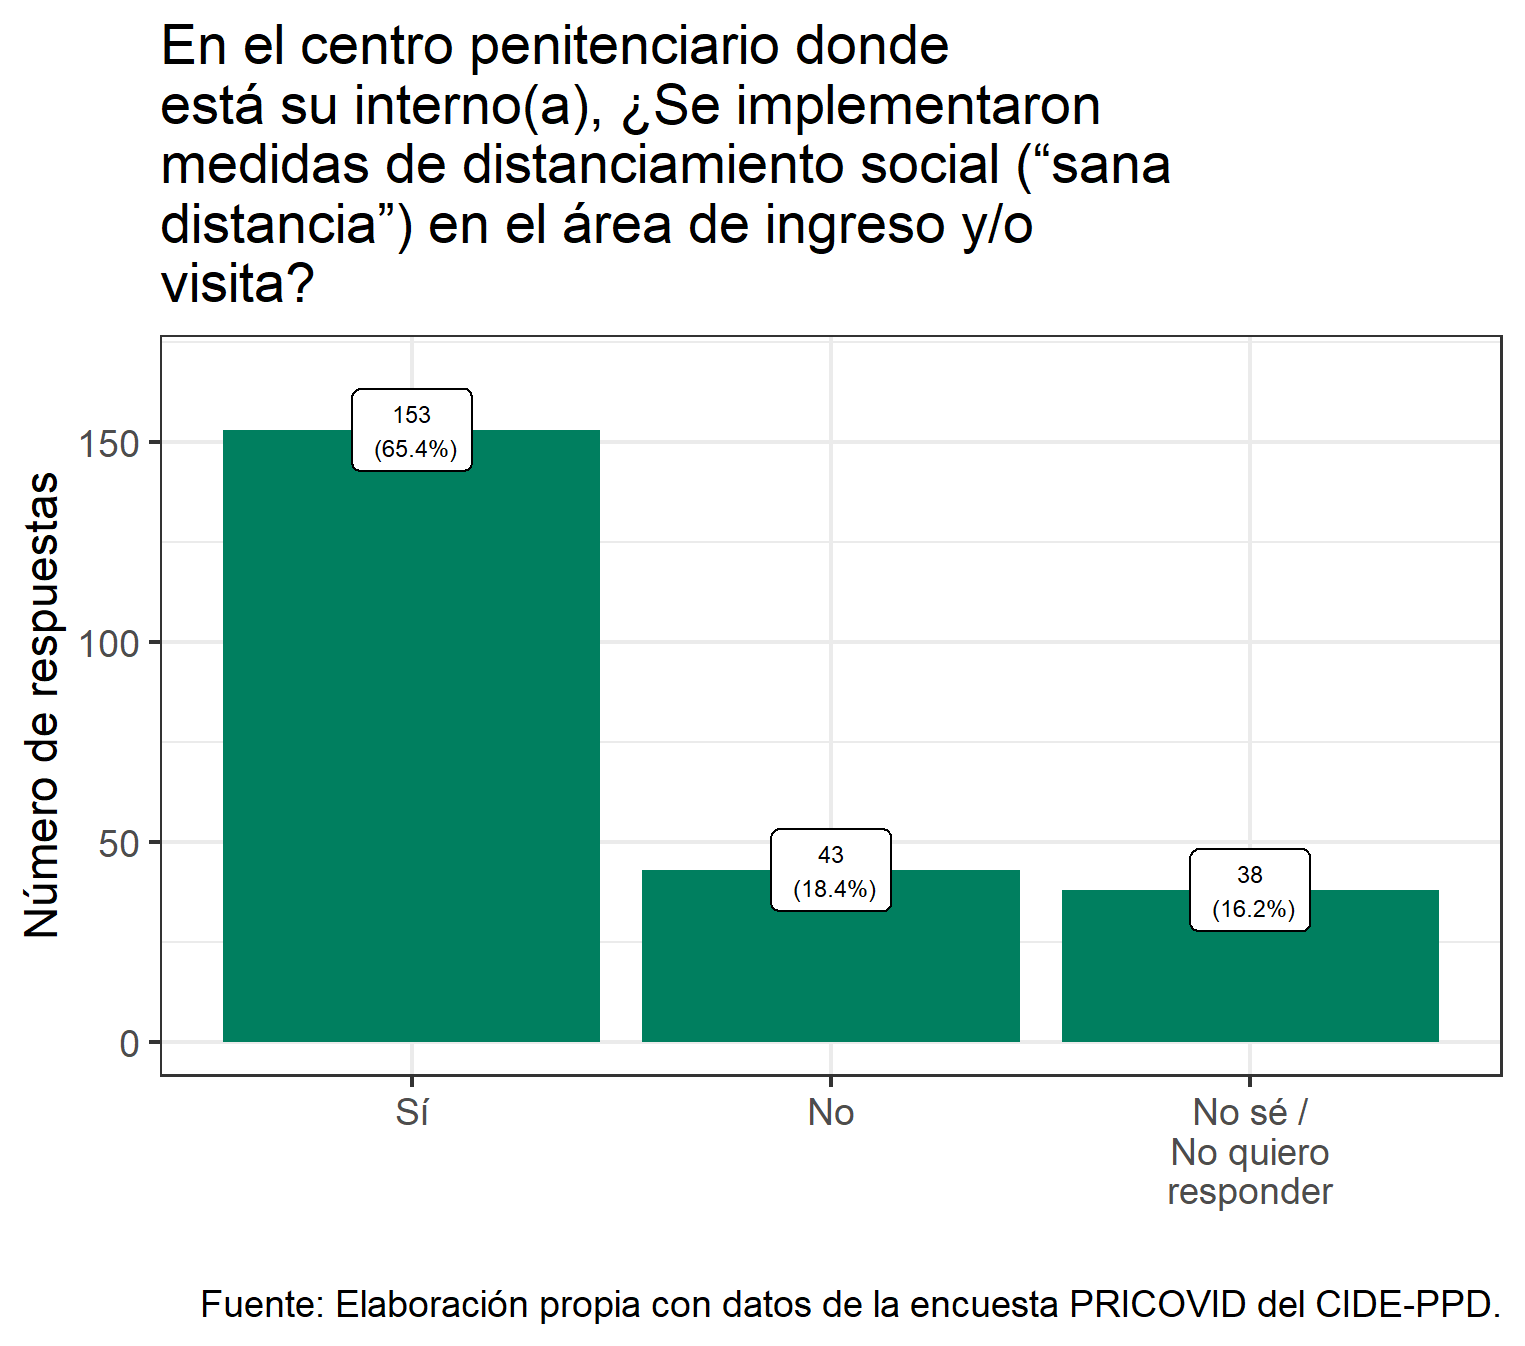 En el centro penitenciario donde
está su interno(a), ¿Se implementaron
medidas de distanciamiento social (“sana
distancia”) en el área de ingreso y/o
visita?
Número de respuestas
150
100
50
0
153
(65.4%)
43
(18.4%)
38
(16.2%)
Sí
No
No sé /
No quiero
responder
Fuente: Elaboración propia con datos de la encuesta PRICOVID del CIDE-PPD.